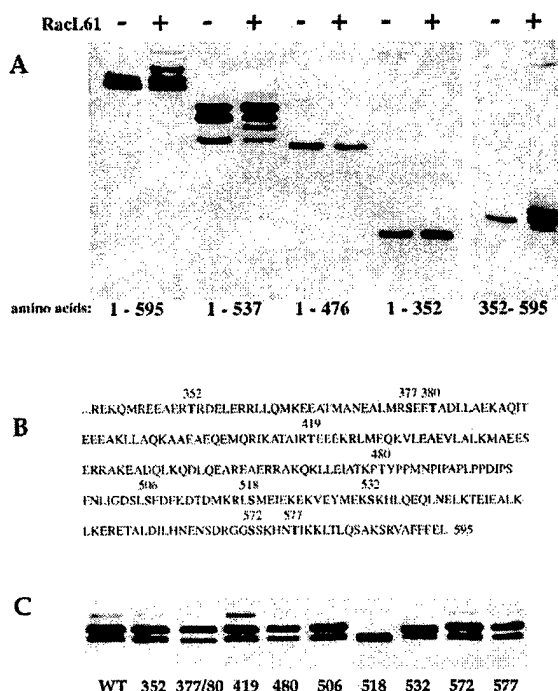 RacL61 - + - + - + - + - +
A
amino acids: 1 - 595 1 - 537 1 - 476 1 - 352 352- 595
352 377 380
...REKQMREEAERTRDELERRLLQMKEEATMANEALMRSEETADLLAEKAQIT
419
B
EEEAKLLAQKAAEAEQEMQRIKATAIRTEEEKRLMEQKVLEAEVLALKMAEES
480
ERRAKEADQLKQDLQEAREAERRAKQKLLEIATKPTYPPMNPIPAPLPPDIPS
506 518 532
FNLIGDSLSFDFKDTDMKRLSMEIEKEKVEYMEKSKHLQEQLNELKTEIEALK
572 577
LKERETALDILHNENSDRGGSSKHNTIKKLTLQSAKSRVAFFEEL 595
C
WT 352 377/80 419 480 506 518 532 572 577